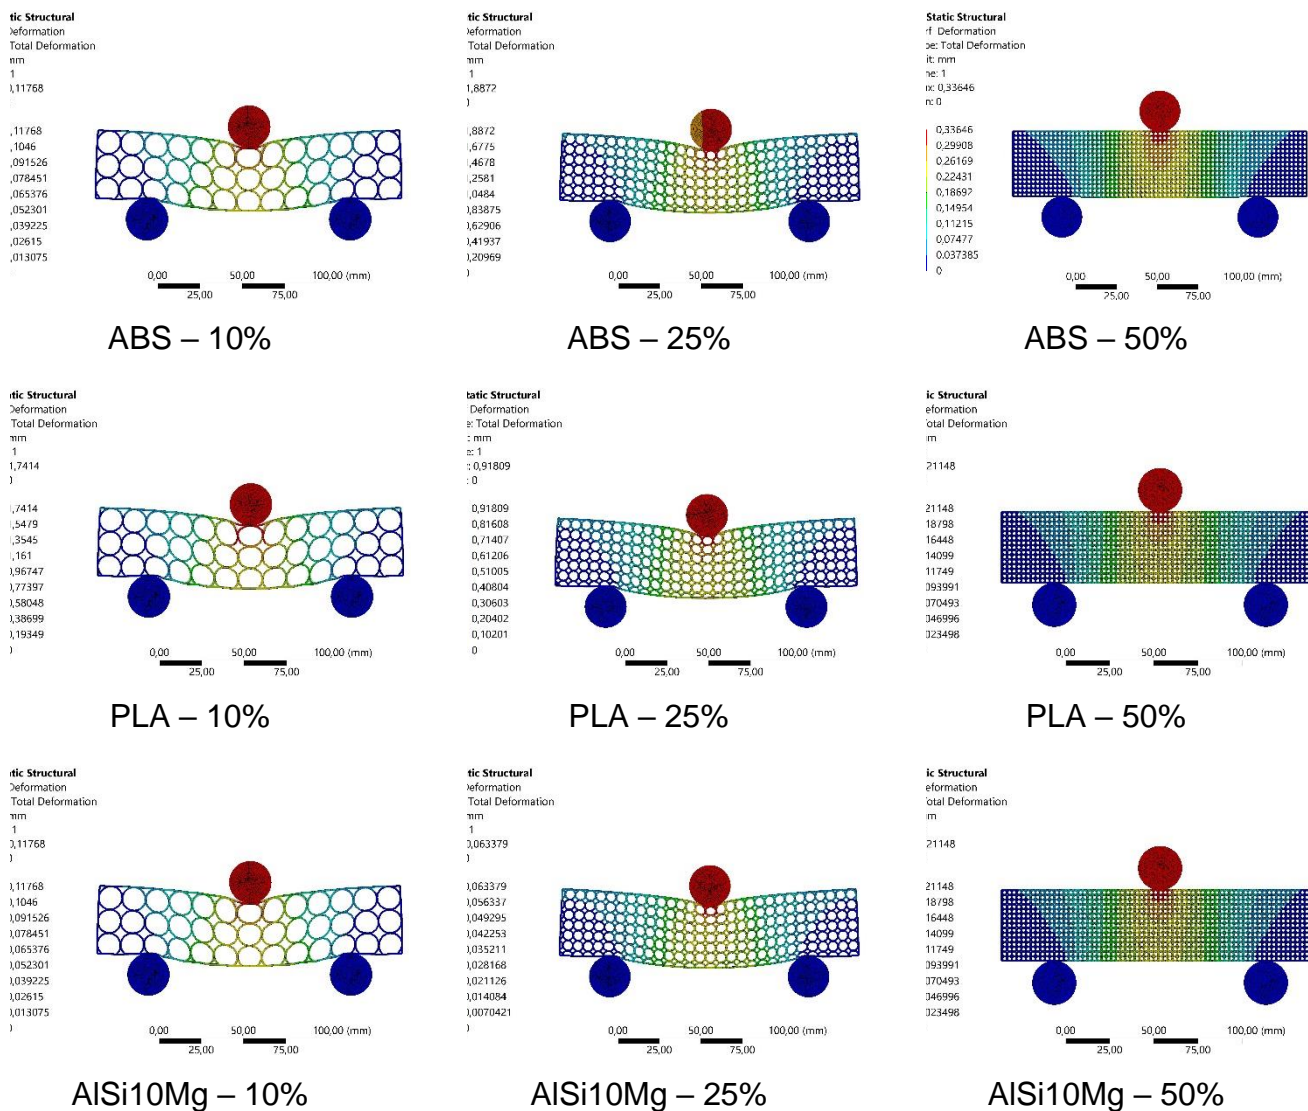 tic Structural
Deformation
Total Deformation
mm
1
0,11768
)
,11768
,1046
,091526
,078451
,065376
,052301
,039225
,02615
,013075
)
0,00 50,00 100,00 (mm)
25,00 75,00
ABS – 10%
tic Structural
Deformation
Total Deformation
mm
1
1,8872
)
,8872
,6775
,4678
,2581
,0484
0,83875
0,62906
0,41937
0,20969
)
0,00 50,00 100,00 (mm)
25,00 75,00
ABS – 25%
Static Structural
rf Deformation
pe: Total Deformation
it: mm
ne: 1
ax: 0,33646
n: 0
0,33646
0,29908
0,26169
0,22431
0,18692
0,14954
0,11215
0,07477
0,037385
0
0,00 50,00 100,00 (mm)
25,00 75,00
ABS – 50%
tic Structural
Deformation
Total Deformation
mm
1
1,7414
)
,7414
,5479
,3545
,161
0,96747
0,77397
0,58048
0,38699
0,19349
)
0,00 50,00 100,00 (mm)
25,00 75,00
PLA – 10%
tatic Structural
Deformation
e: Total Deformation
: mm
e: 1
: 0,91809
: 0
0,91809
0,81608
0,71407
0,61206
0,51005
0,40804
0,30603
0,20402
0,10201
0
0,00 50,00 100,00 (mm)
25,00 75,00
PLA – 25%
ic Structural
eformation
otal Deformation
m
21148
21148
18798
16448
14099
11749
093991
070493
046996
023498
0,00 50,00 100,00 (mm)
25,00 75,00
PLA – 50%
tic Structural
Deformation
Total Deformation
mm
1
0,11768
)
,11768
,1046
,091526
,078451
,065376
,052301
,039225
,02615
,013075
)
0,00 50,00 100,00 (mm)
25,00 75,00
AlSi10Mg – 10%
tic Structural
Deformation
Total Deformation
mm
1
0,063379
)
0,063379
0,056337
0,049295
0,042253
0,035211
0,028168
0,021126
0,014084
0,0070421
)
0,00 50,00 100,00 (mm)
25,00 75,00
AlSi10Mg – 25%
ic Structural
eformation
otal Deformation
m
21148
21148
18798
16448
14099
11749
093991
070493
046996
023498
0,00 50,00 100,00 (mm)
25,00 75,00
AlSi10Mg – 50%